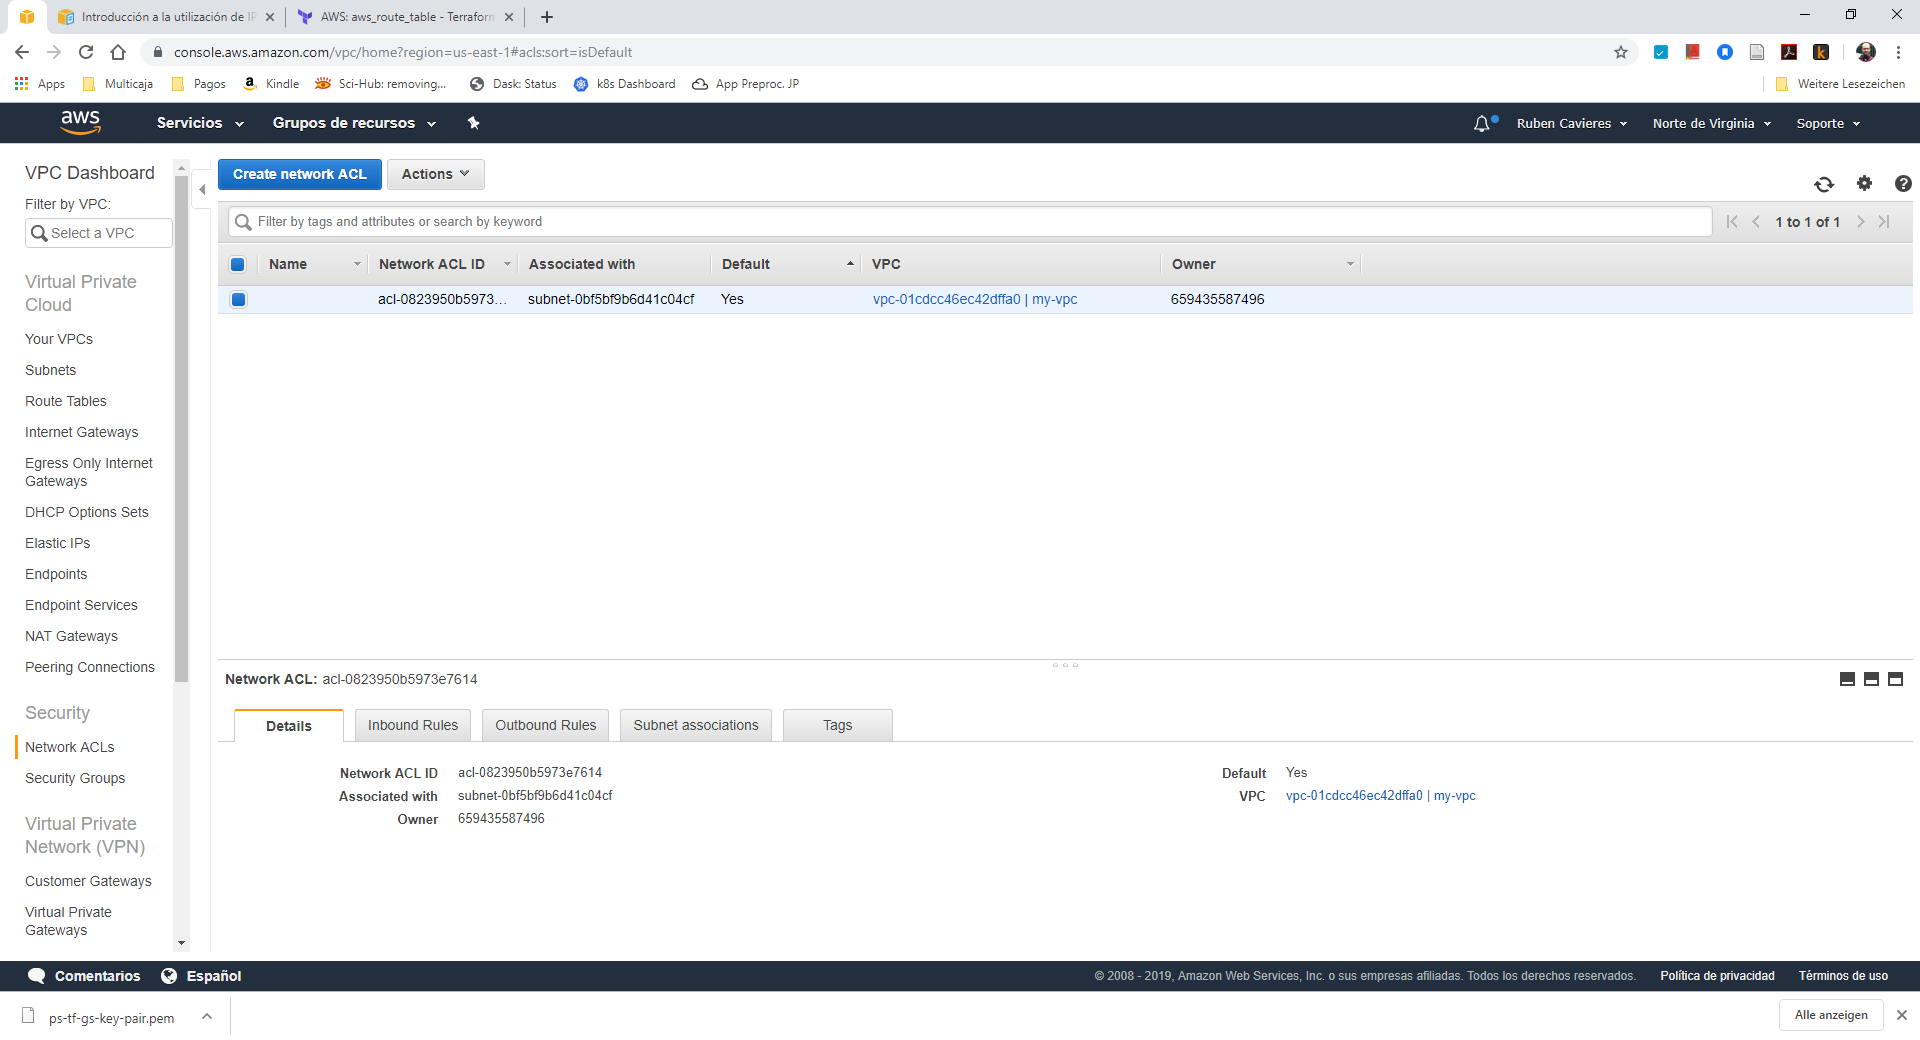 Introducción a la utilización de IP
AWS: aws_route_table - Terraform
console.aws.amazon.com/vpc/home?region=us-east-1#acls:sort=isDefault
Apps
Multicaja
Pagos
Kindle
Sci-Hub: removing...
Dask: Status
k8s Dashboard
App Preproc. JP
Weitere Lesezeichen
aws
Servicios
Grupos de recursos
Ruben Cavieres
Norte de Virginia
Soporte
VPC Dashboard
Filter by VPC:
Select a VPC
Virtual Private
Cloud
Your VPCs
Subnets
Route Tables
Internet Gateways
Egress Only Internet
Gateways
DHCP Options Sets
Elastic IPs
Endpoints
Endpoint Services
NAT Gateways
Peering Connections
Security
Network ACLs
Security Groups
Virtual Private
Network (VPN)
Customer Gateways
Virtual Private
Gateways
Create network ACL
Actions
Filter by tags and attributes or search by keyword
1 to 1 of 1
Name
Network ACL ID
Associated with
Default
VPC
Owner
acl-0823950b5973...
subnet-0bf5bf9b6d41c04cf
Yes
vpc-01cdcc46ec42dffa0 | my-vpc
659435587496
Network ACL: acl-0823950b5973e7614
Details
Inbound Rules
Outbound Rules
Subnet associations
Tags
Network ACL ID acl-0823950b5973e7614
Associated with subnet-0bf5bf9b6d41c04cf
Owner 659435587496
Default Yes
VPC vpc-01cdcc46ec42dffa0 | my-vpc
Comentarios
Español
© 2008 - 2019, Amazon Web Services, Inc. o sus empresas afiliadas. Todos los derechos reservados.
Política de privacidad
Términos de uso
ps-tf-gs-key-pair.pem
Alle anzeigen